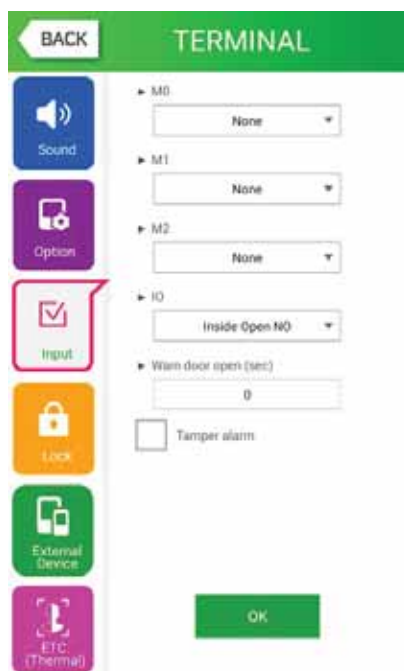 BACK
TERMINAL
Sound
Option
Input
Lock
External
Device
ETC
(Thermal)
▸ M0
None
▸ M1
None
▸ M2
None
▸ IO
Inside Open NO
▸ Warn door open (sec)
0
Tamper alarm
OK